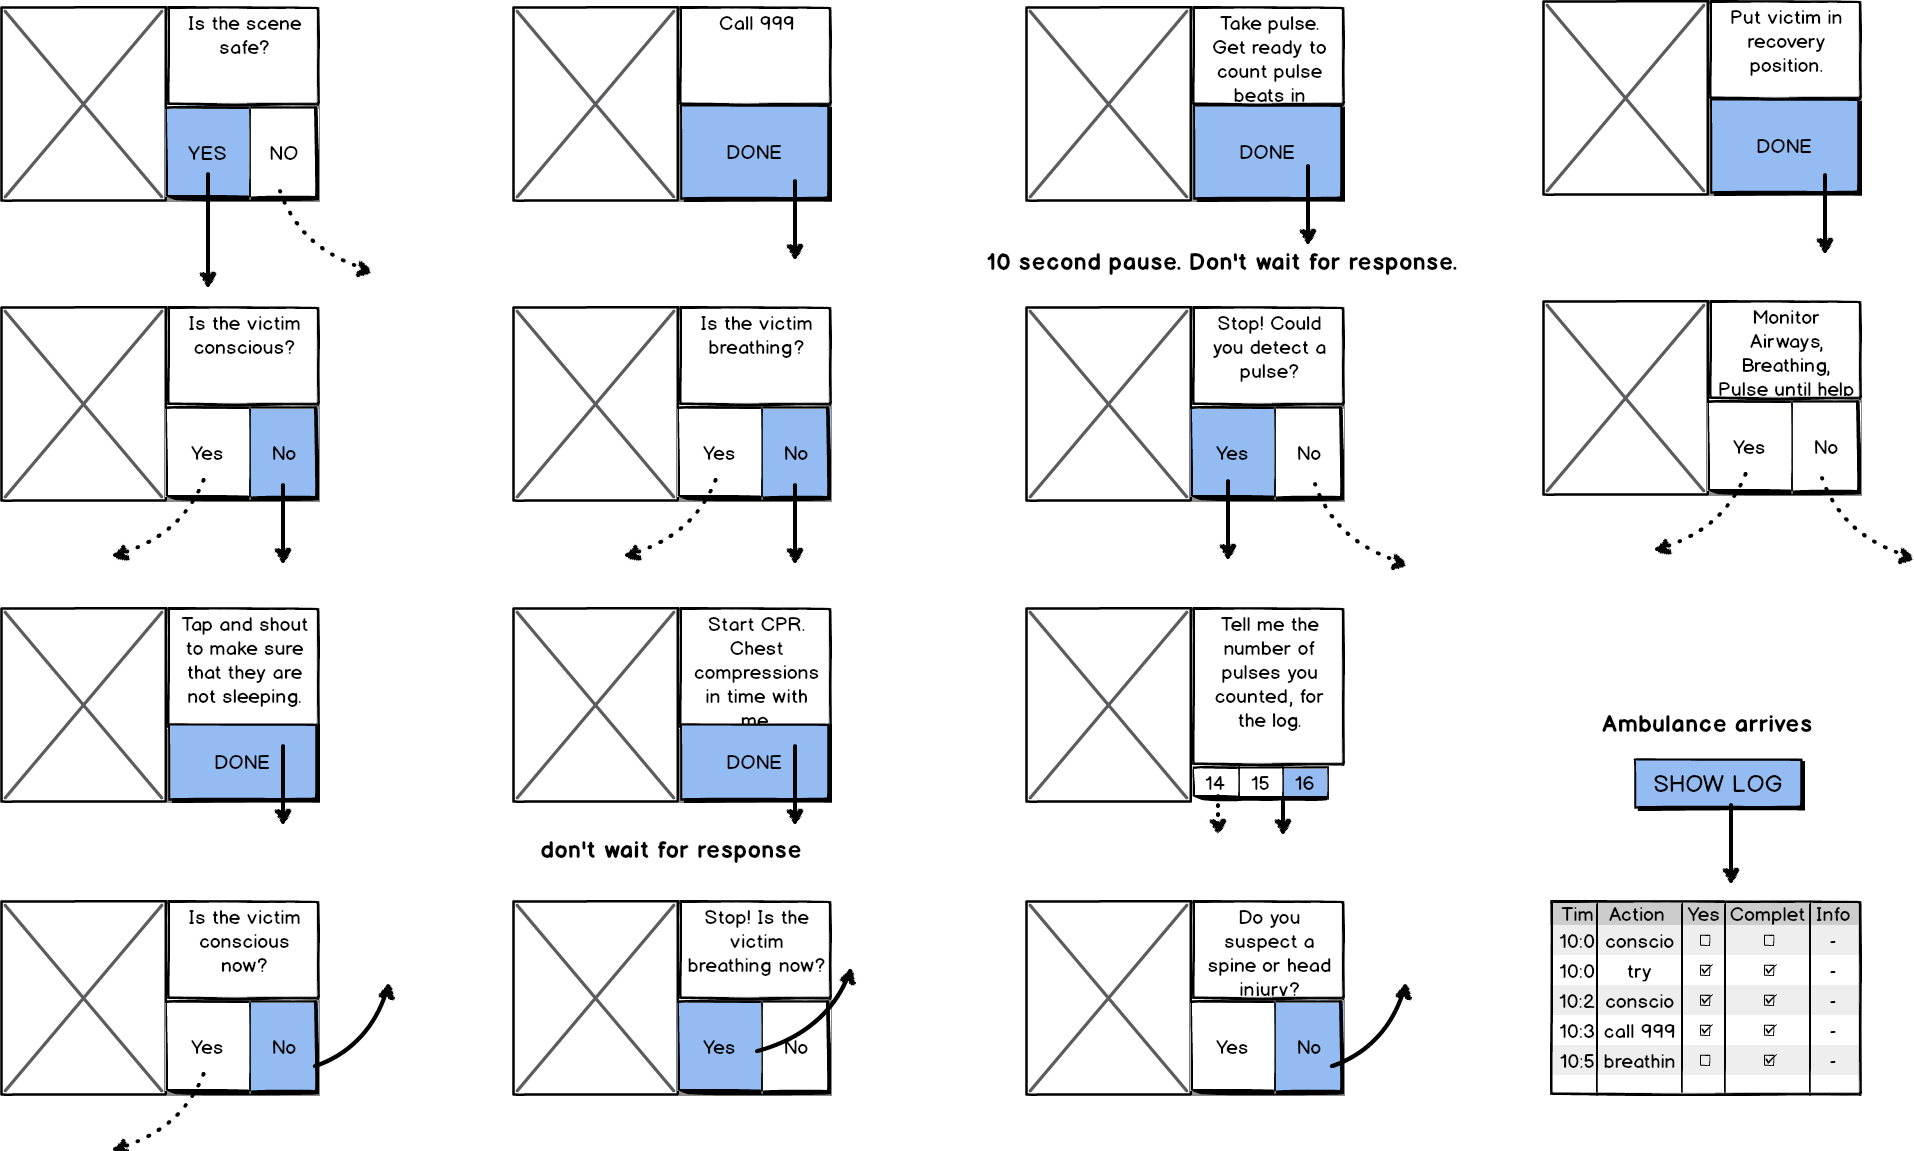 Is the scene
safe?
YES
NO
Is the victim
conscious?
Yes
No
Tap and shout
to make sure
that they are
not sleeping.
DONE
Is the victim
conscious
now?
Yes
No
Call 999
DONE
Is the victim
breathing?
Yes
No
Start CPR.
Chest
compressions
in time with
me
DONE
don't wait for response
Stop! Is the
victim
breathing now?
Yes
No
Take pulse.
Get ready to
count pulse
beats in
DONE
10 second pause. Don't wait for response.
Stop! Could
you detect a
pulse?
Yes
No
Tell me the
number of
pulses you
counted, for
the log.
14 15 16
Do you
suspect a
spine or head
injury?
Yes
No
Put victim in
recovery
position.
DONE
Monitor
Airways,
Breathing,
Pulse until help
Yes
No
Ambulance arrives
SHOW LOG
Tim Action Yes Complet Info
10:0 conscio -
10:0 try -
10:2 conscio -
10:3 call 999 -
10:5 breathin -